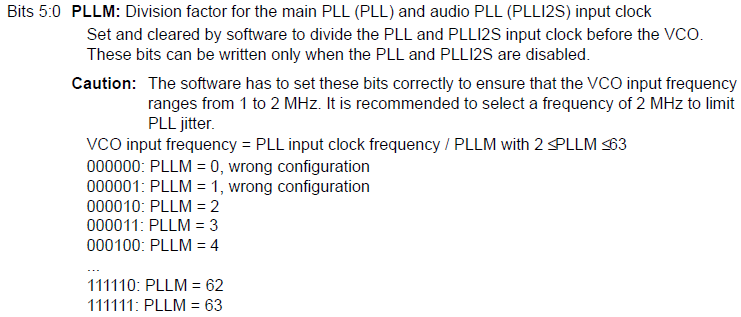 Bits 5:0 PLLM: Division factor for the main PLL (PLL) and audio PLL (PLLI2S) input clock
Set and cleared by software to divide the PLL and PLLI2S input clock before the VCO.
These bits can be written only when the PLL and PLLI2S are disabled.
Caution: The software has to set these bits correctly to ensure that the VCO input frequency
ranges from 1 to 2 MHz. It is recommended to select a frequency of 2 MHz to limit
PLL jitter.
VCO input frequency = PLL input clock frequency / PLLM with 2 ≤PLLM ≤63
000000: PLLM = 0, wrong configuration
000001: PLLM = 1, wrong configuration
000010: PLLM = 2
000011: PLLM = 3
000100: PLLM = 4
...
111110: PLLM = 62
111111: PLLM = 63